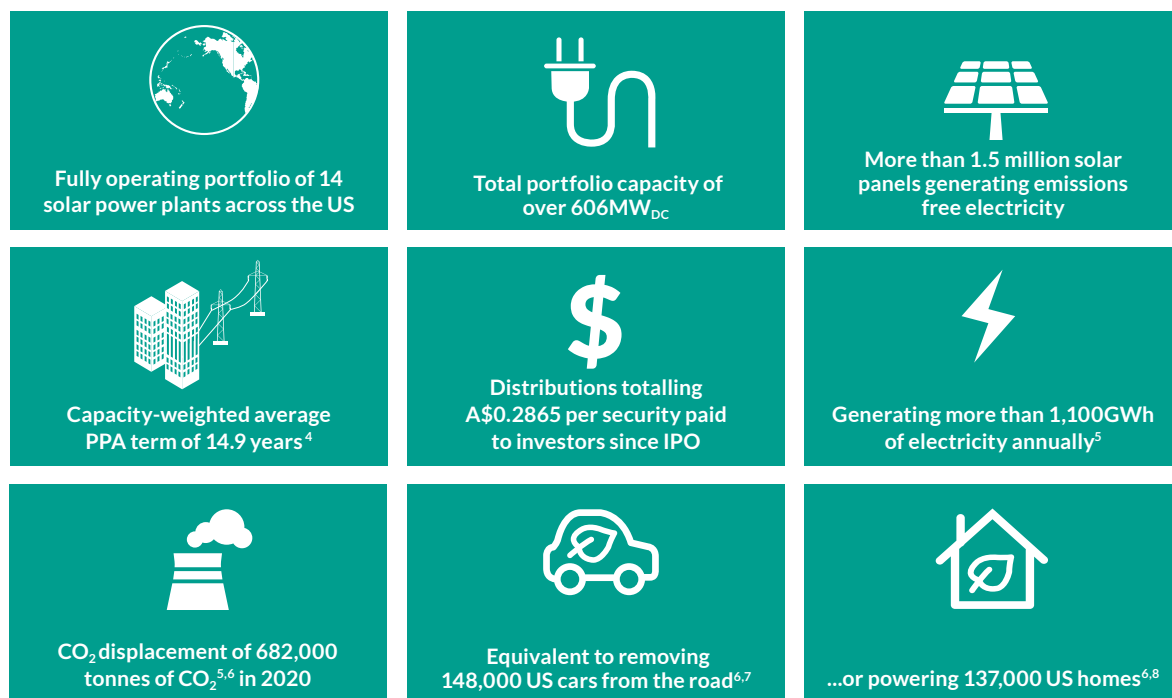 Fully operating portfolio of 14
solar power plants across the US
Total portfolio capacity of
over 606MWDC
More than 1.5 million solar
panels generating emissions
free electricity
Capacity-weighted average
PPA term of 14.9 years 4
Distributions totalling
A$0.2865 per security paid
to investors since IPO
Generating more than 1,100GWh
of electricity annually5
CO2 displacement of 682,000
tonnes of CO2 5,6 in 2020
Equivalent to removing
148,000 US cars from the road6,7
...or powering 137,000 US homes6,8